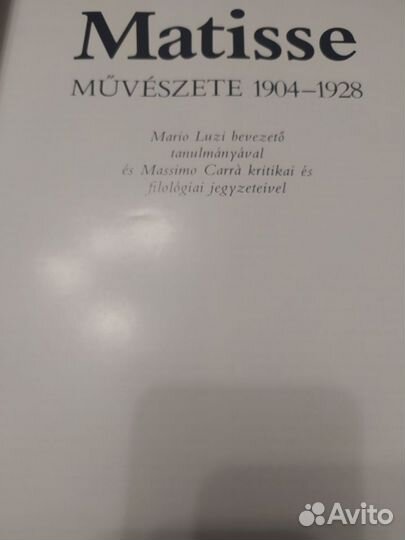 Matisse
MŰVÉSZETE 1904–1928
Mario Luzi bevezető
tanulmányával
és Massimo Carrà kritikai és
filológiai jegyzeteivel
Avito